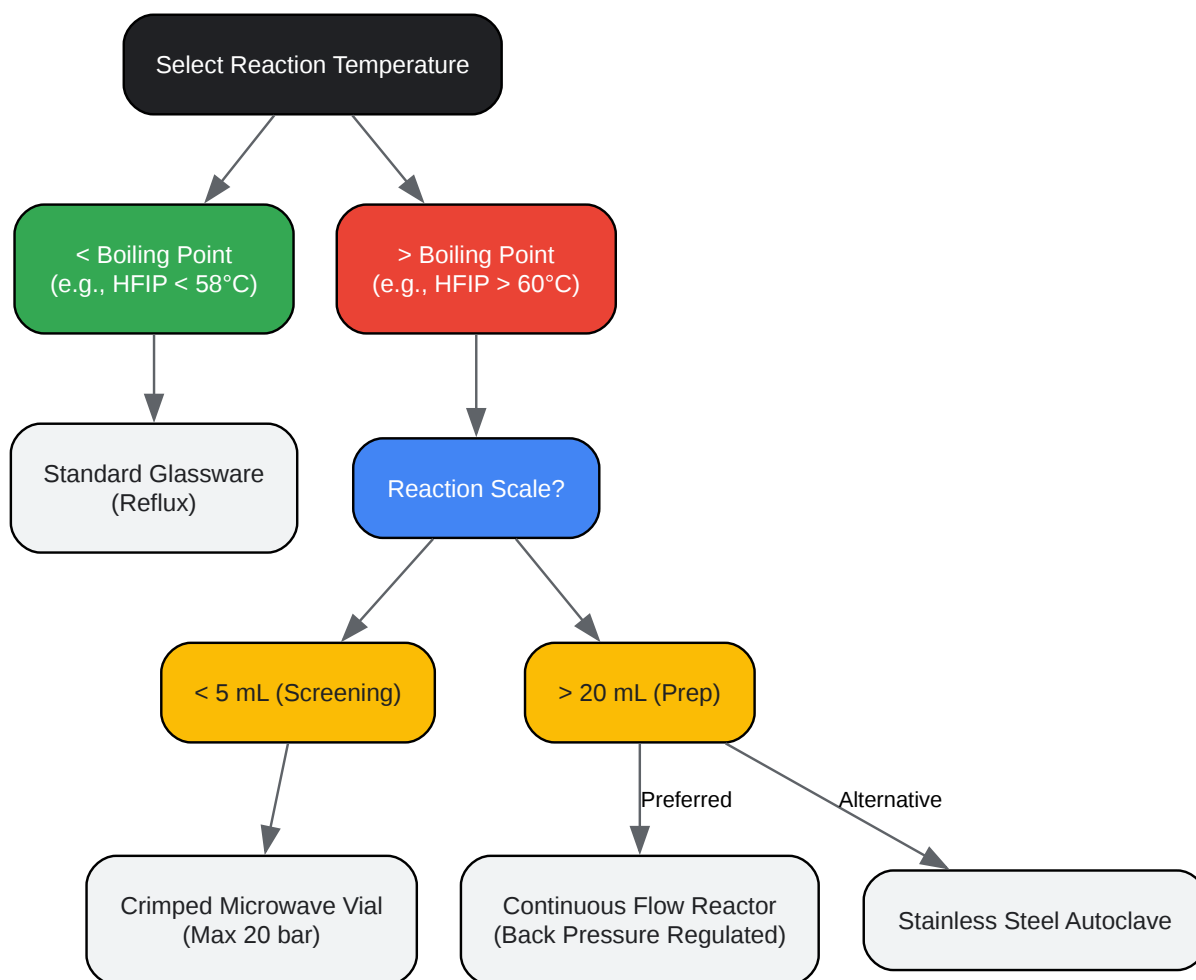 Select Reaction Temperature
< Boiling Point
(e.g., HFIP < 58°C)
> Boiling Point
(e.g., HFIP > 60°C)
Standard Glassware
(Reflux)
Reaction Scale?
< 5 mL (Screening)
> 20 mL (Prep)
Preferred
Alternative
Crimped Microwave Vial
(Max 20 bar)
Continuous Flow Reactor
(Back Pressure Regulated)
Stainless Steel Autoclave